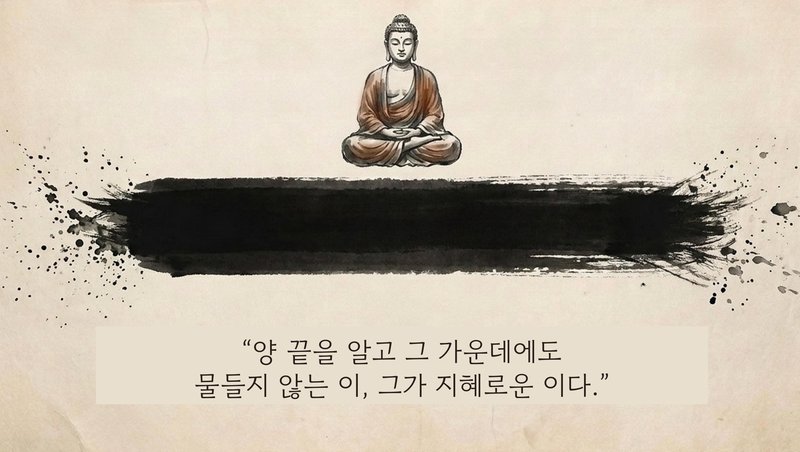 “양 끝을 알고 그 가운데에도
물들지 않는 이, 그가 지혜로운 이다.”